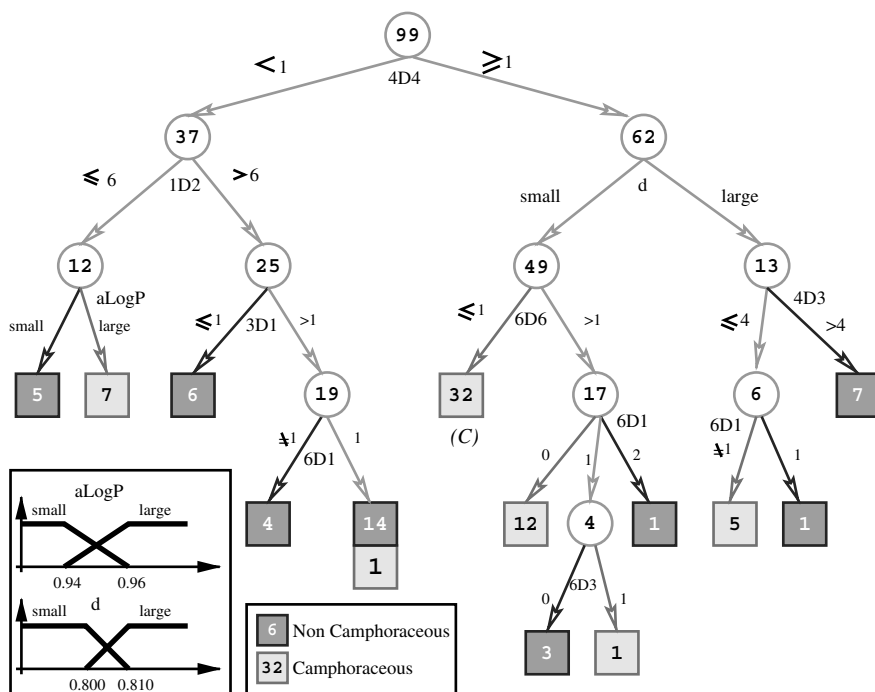 99
< 1
≥ 1
4D4
37
62
≤ 6
1D2
> 6
small
d
large
12
25
49
13
aLogP
small
large
≤ 1
3D1
>1
≤ 1
6D6
>1
≤ 4
4D3
>4
5
7
6
19
32
17
6
7
(C)
≠1
6D1
1
0
1
6D1
2
6D1
≠1
1
4
14
1
12
4
1
5
1
0
6D3
1
3
1
aLogP
small
large
0.94
0.96
small
d
large
0.800
0.810
6 Non Camphoraceous
32 Camphoraceous